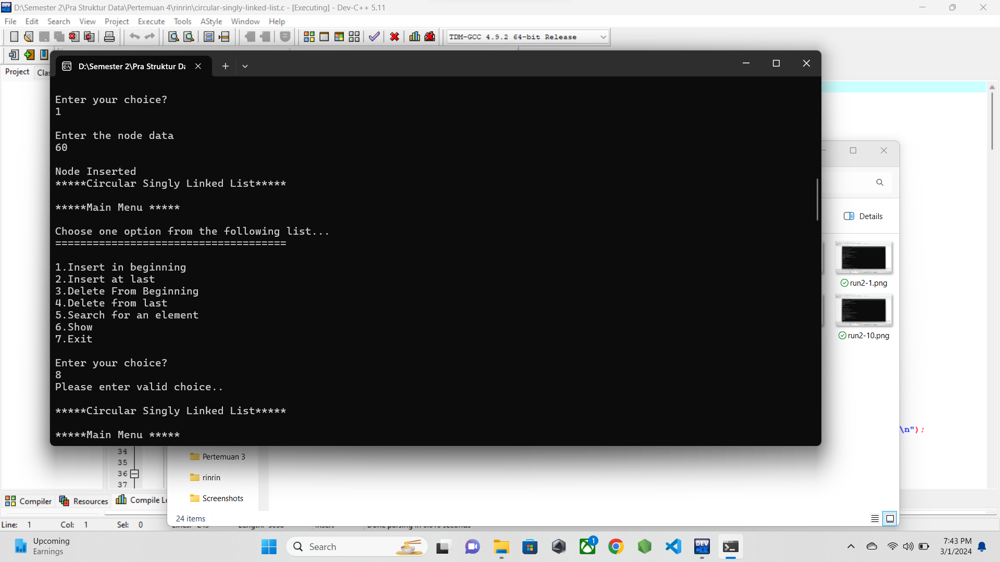 D:\Semester 2\Pra Struktur Data\Pertemuan 4\rinrin\circular-singly-linked-list.c - [Executing] - Dev-C++ 5.11
File Edit Search View Project Execute Tools AStyle Window Help
TDM-GCC 4.9.2 64-bit Release
Project
D:\Semester 2\Pra Struktur Da
Enter your choice?
1
Enter the node data
60
Node Inserted
*****Circular Singly Linked List*****
*****Main Menu *****
Choose one option from the following list...
=====================================
1.Insert in beginning
2.Insert at last
3.Delete From Beginning
4.Delete from last
5.Search for an element
6.Show
7.Exit
Enter your choice?
8
Please enter valid choice..
*****Circular Singly Linked List*****
*****Main Menu *****
Details
run2-1.png
run2-10.png
\n");
34
35
36
37
Pertemuan 3
rinrin
Screenshots
24 items
Compiler Resources Compile Lo
Line: 1 Col: 1 Sel: 0
Upcoming
Earnings
Search
1
7:43 PM
3/1/2024